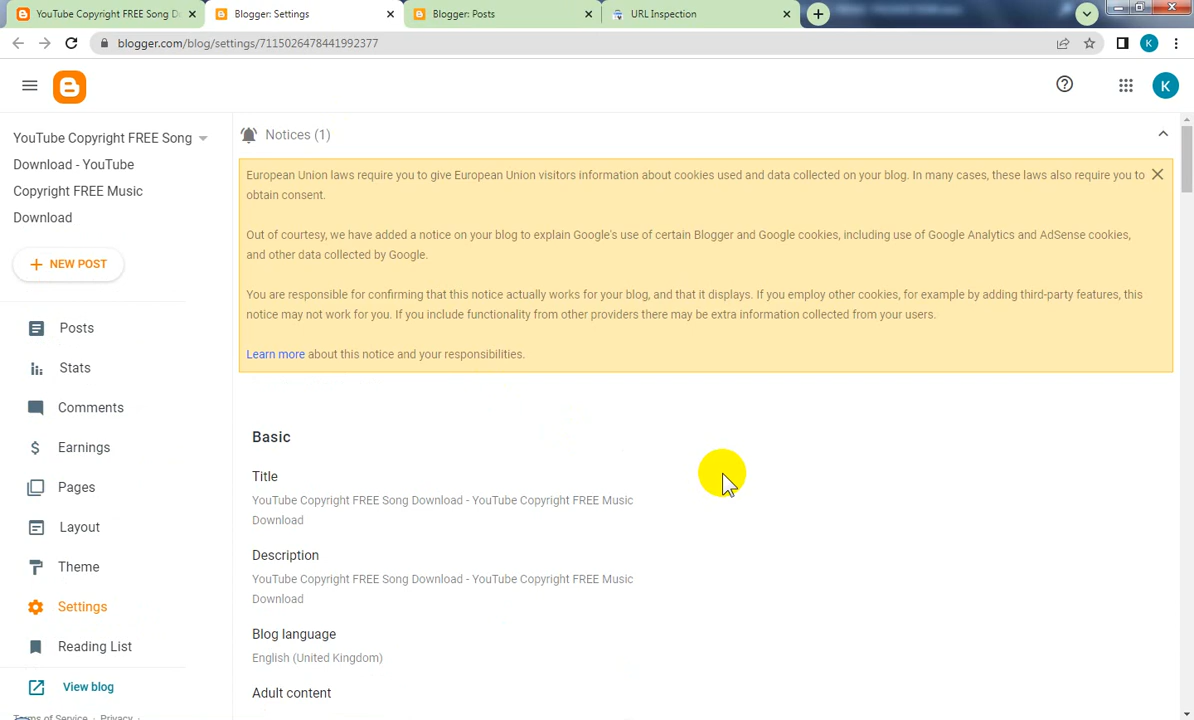 YouTube Copyright FREE Song D
Blogger: Settings
Blogger: Posts
URL Inspection
blogger.com/blog/settings/7115026478441992377
K
K
YouTube Copyright FREE Song
Download - YouTube
Copyright FREE Music
Download
NEW POST
Posts
Stats
Comments
Earnings
Pages
Layout
Theme
Settings
Reading List
View blog
Terms of Service · Privacy ·
Notices (1)
European Union laws require you to give European Union visitors information about cookies used and data collected on your blog. In many cases, these laws also require you to
obtain consent.
Out of courtesy, we have added a notice on your blog to explain Google's use of certain Blogger and Google cookies, including use of Google Analytics and AdSense cookies,
and other data collected by Google.
You are responsible for confirming that this notice actually works for your blog, and that it displays. If you employ other cookies, for example by adding third-party features, this
notice may not work for you. If you include functionality from other providers there may be extra information collected from your users.
Learn more about this notice and your responsibilities.
Basic
Title
YouTube Copyright FREE Song Download - YouTube Copyright FREE Music
Download
Description
YouTube Copyright FREE Song Download - YouTube Copyright FREE Music
Download
Blog language
English (United Kingdom)
Adult content